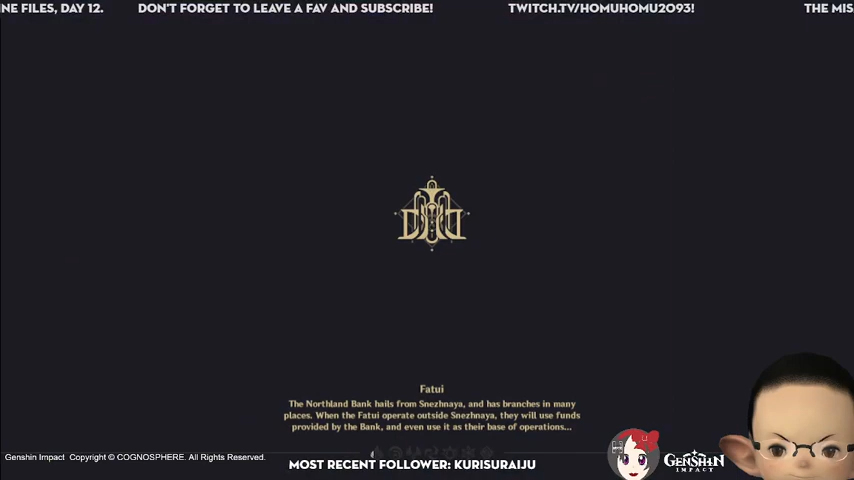 NE FILES, DAY 12. DON'T FORGET TO LEAVE A FAV AND SUBSCRIBE! TWITCH.TV/HOMUHOMU2093! THE MIS
Fatui
The Northland Bank hails from Snezhnaya, and has branches in many
places. When the Fatui operate outside Snezhnaya, they will use funds
provided by the Bank, and even use it as their base of operations...
Genshin Impact Copyright © COGNOSPHERE. All Rights Reserved.
MOST RECENT FOLLOWER: KURISURAIJU
GENSHIN
IMPACT